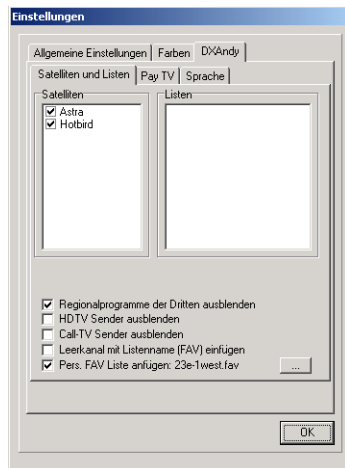 Einstellungen
Allgemeine Einstellungen Farben DXAndy
Satelliten und Listen Pay TV Sprache
Satelliten Listen
Astra
Hotbird
Regionalprogramme der Dritten ausblenden
HDTV Sender ausblenden
Call-TV Sender ausblenden
Leerkanal mit Listenname (FAV) einfügen
Pers. FAV Liste anfügen: 23e-1west.fav ...
OK